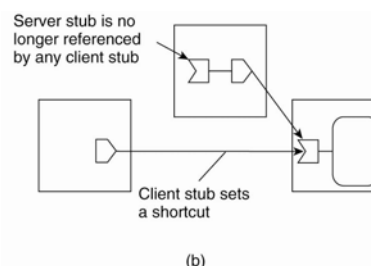 Server stub is no
longer referenced
by any client stub
Client stub sets
a shortcut
(b)